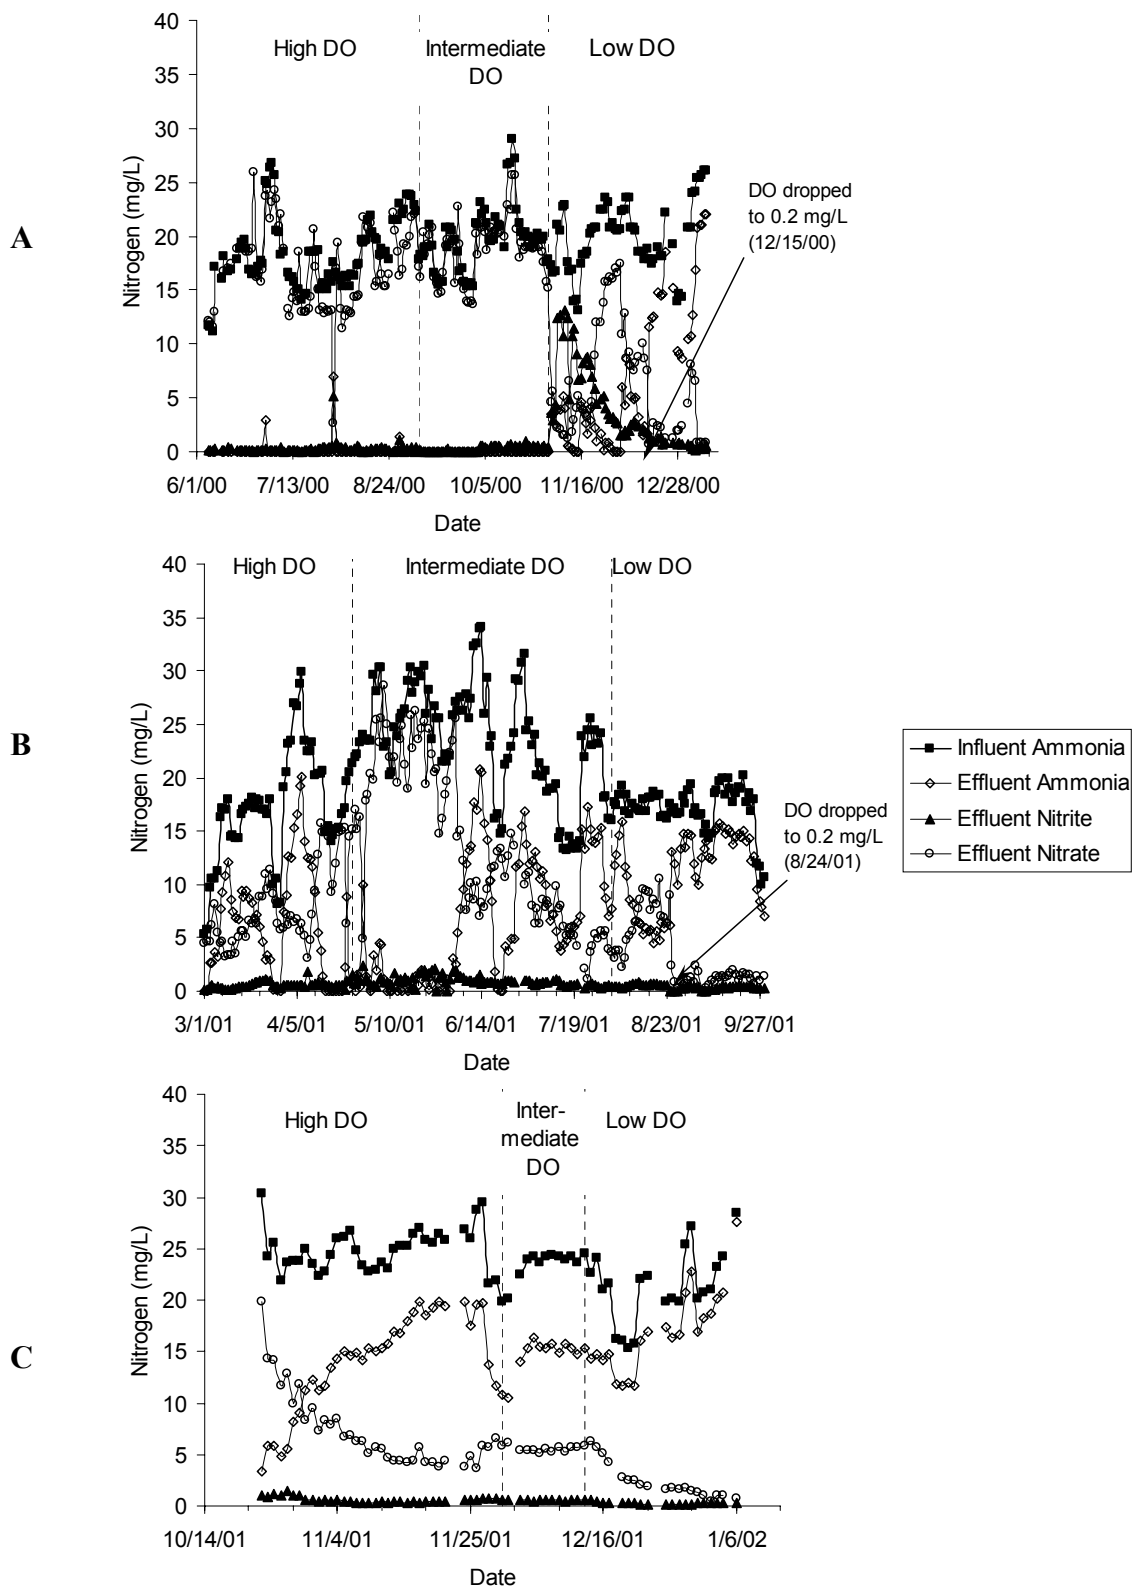 A
Nitrogen (mg/L)
40
35
30
25
20
15
10
5
0
High DO
Intermediate
DO
Low DO
DO dropped
to 0.2 mg/L
(12/15/00)
6/1/00 7/13/00 8/24/00 10/5/00 11/16/00 12/28/00
Date
B
Nitrogen (mg/L)
40
35
30
25
20
15
10
5
0
High DO Intermediate DO Low DO
DO dropped
to 0.2 mg/L
(8/24/01)
3/1/01 4/5/01 5/10/01 6/14/01 7/19/01 8/23/01 9/27/01
Date
Influent Ammonia
Effluent Ammonia
Effluent Nitrite
Effluent Nitrate
C
Nitrogen (mg/L)
40
35
30
25
20
15
10
5
0
High DO
Inter-
mediate
DO
Low DO
10/14/01 11/4/01 11/25/01 12/16/01 1/6/02
Date